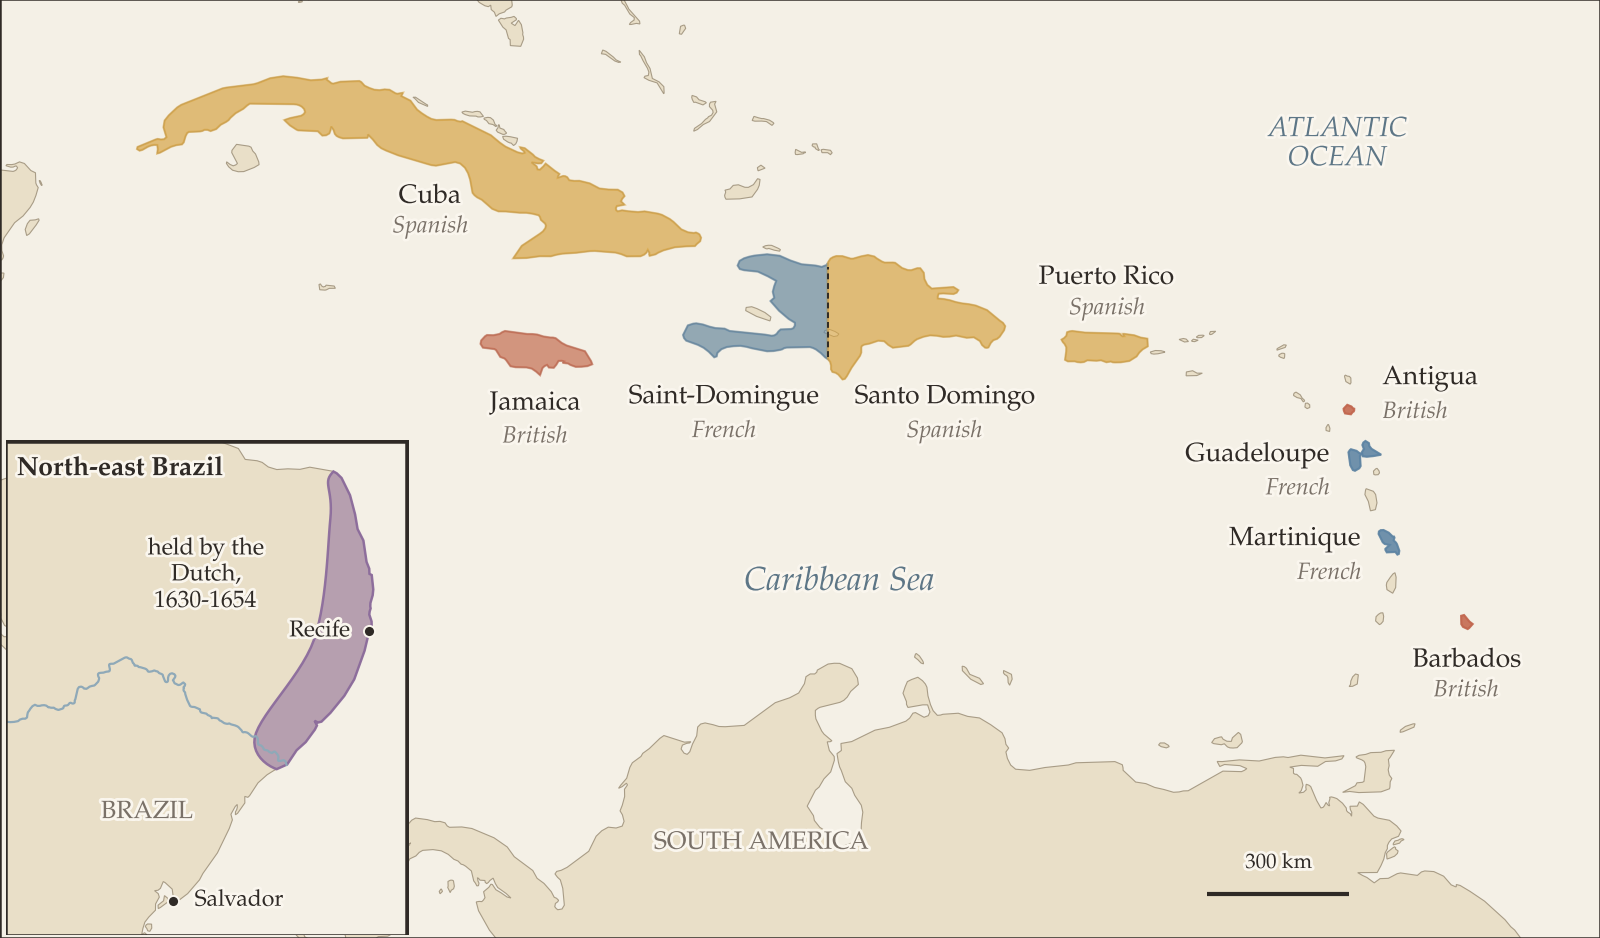 ATLANTIC
OCEAN
Cuba
Spanish
Puerto Rico
Spanish
Jamaica
British
Saint-Domingue
French
Santo Domingo
Spanish
Antigua
British
Guadeloupe
French
Martinique
French
Barbados
British
Caribbean Sea
SOUTH AMERICA
300 km
North-east Brazil
held by the
Dutch,
1630-1654
Recife
BRAZIL
Salvador